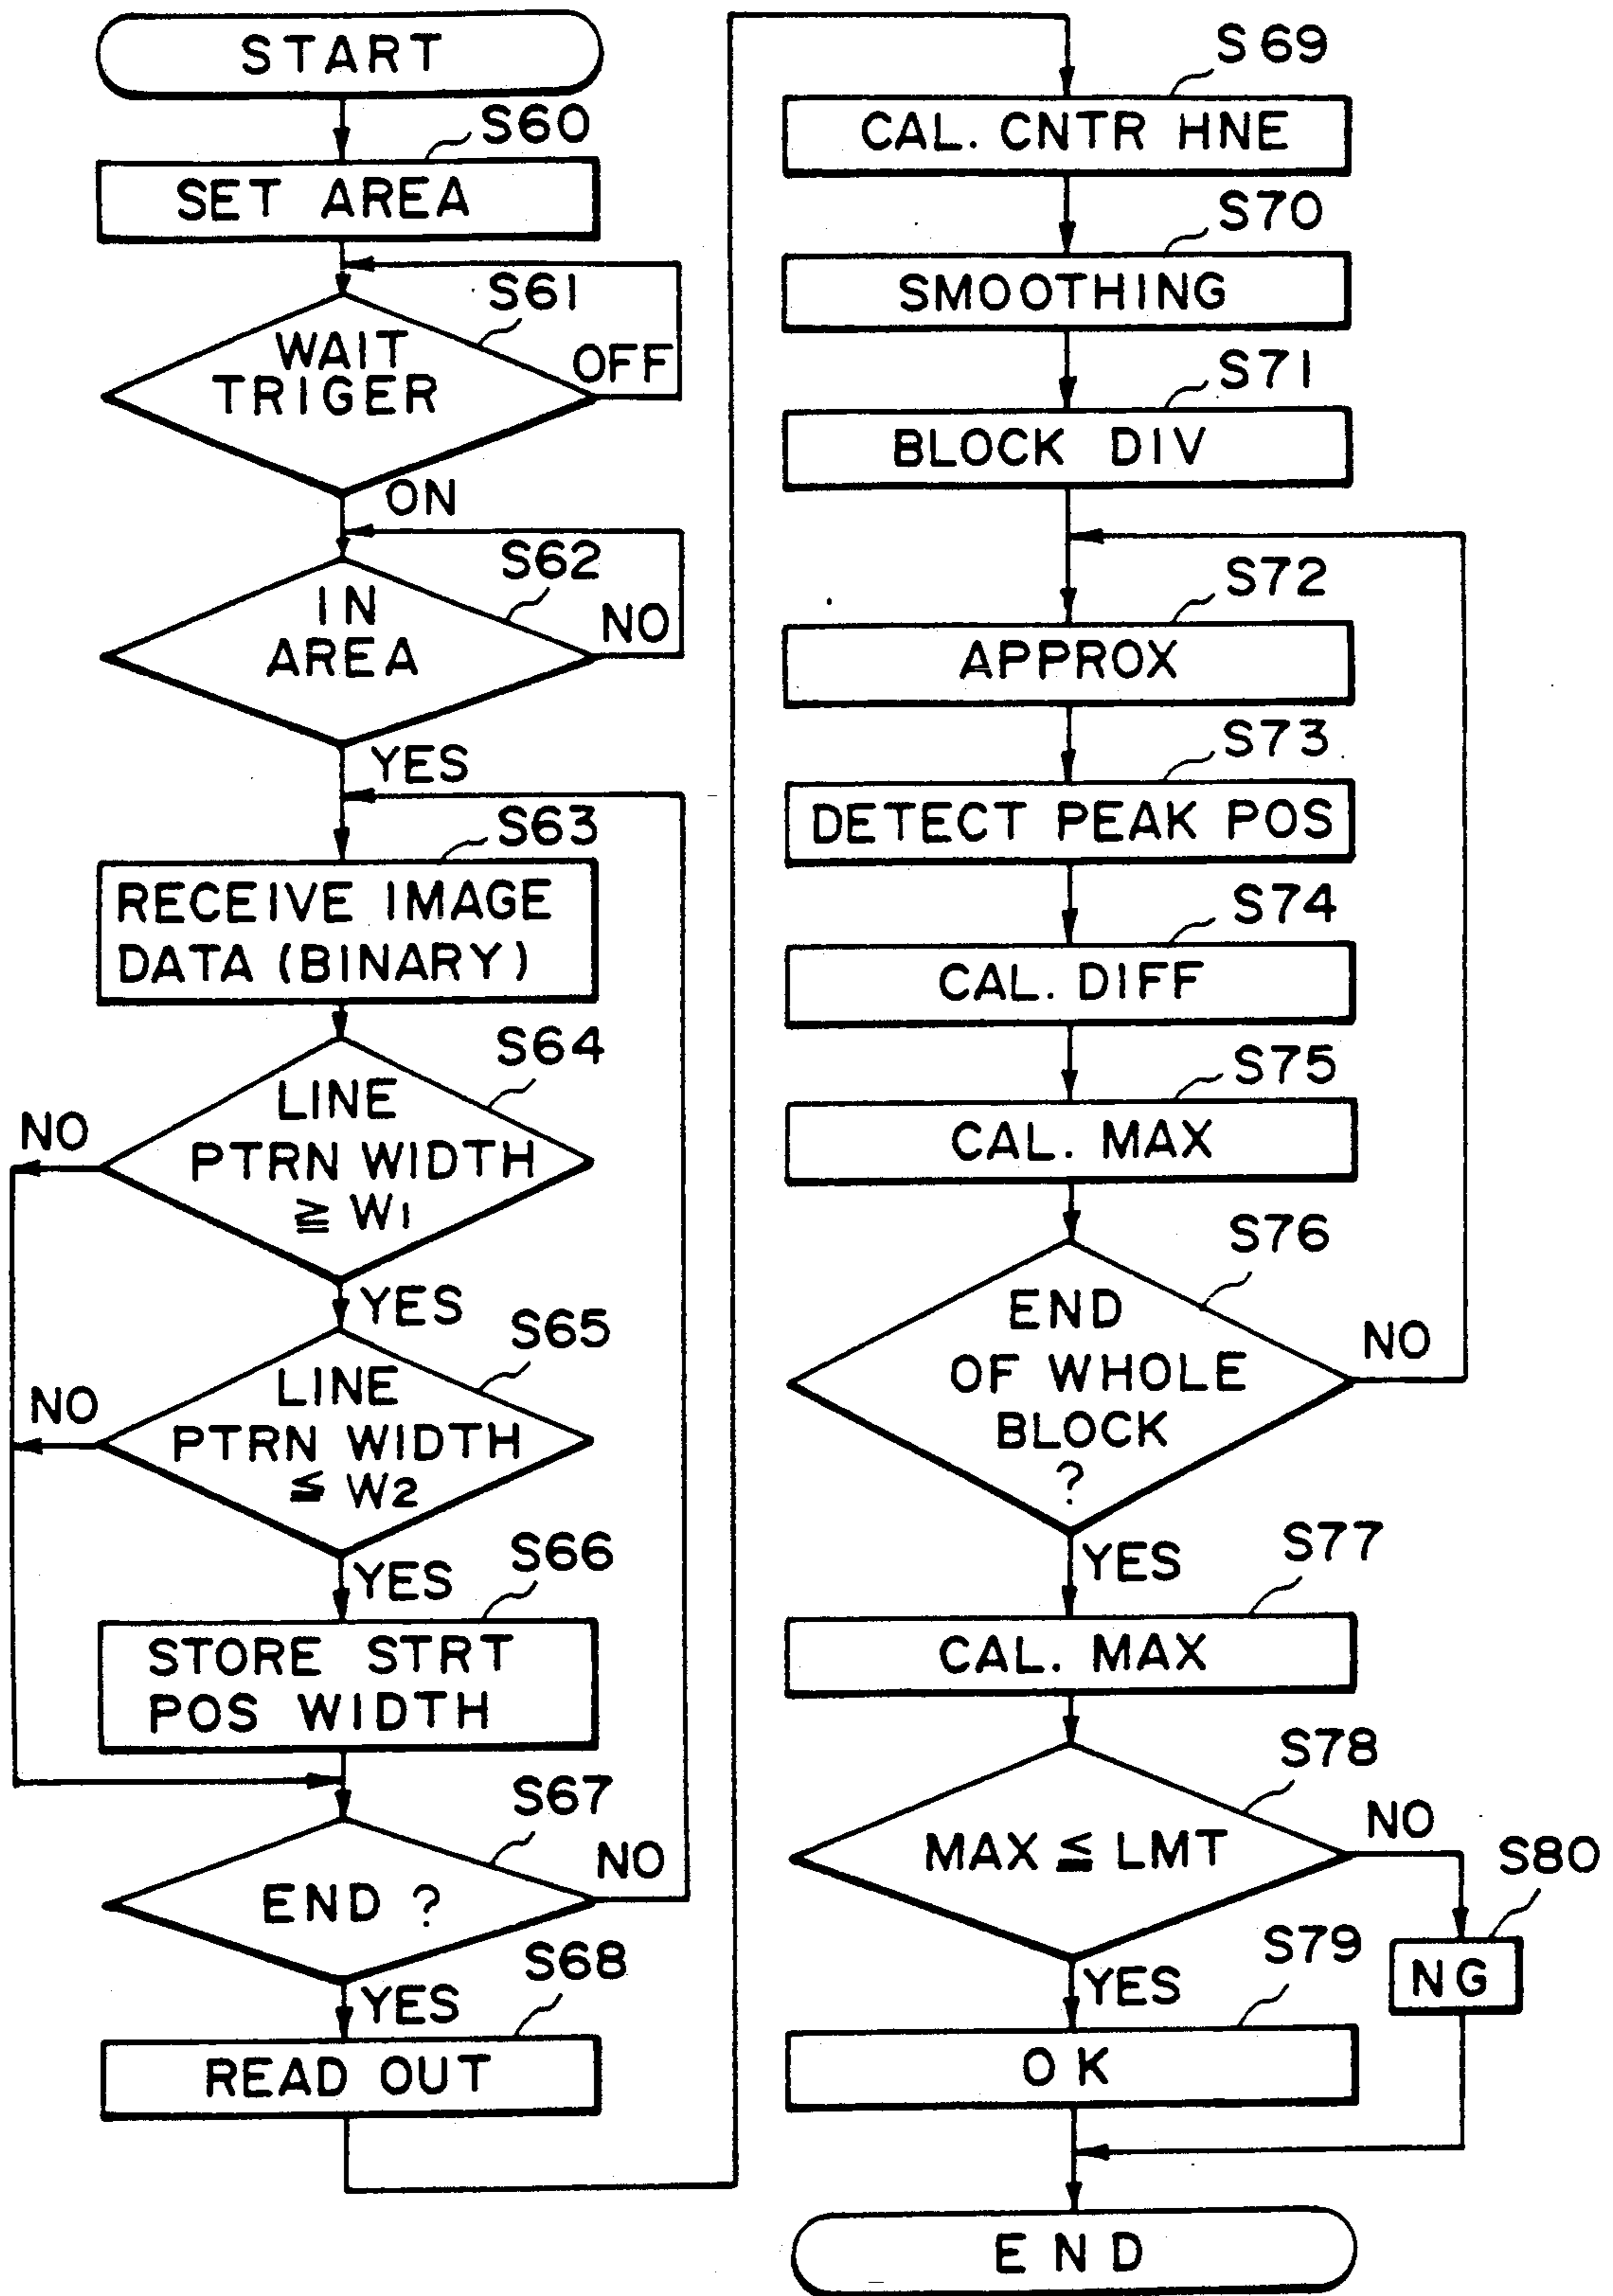 START
S60
SET AREA
S61
WAIT
TRIGER
OFF
ON
S62
IN
AREA
NO
YES
S63
RECEIVE IMAGE
DATA (BINARY)
S64
LINE
PTRN WIDTH
≧ W1
NO
YES
S65
LINE
PTRN WIDTH
≦ W2
NO
YES
S66
STORE STRT
POS WIDTH
S67
END ?
NO
YES
S68
READ OUT
S69
CAL. CNTR HNE
S70
SMOOTHING
S71
BLOCK DIV
S72
APPROX
S73
DETECT PEAK POS
S74
CAL. DIFF
S75
CAL. MAX
S76
END
OF WHOLE
BLOCK
?
NO
YES
S77
CAL. MAX
S78
MAX ≦ LMT
NO
YES
S80
NG
S79
OK
END